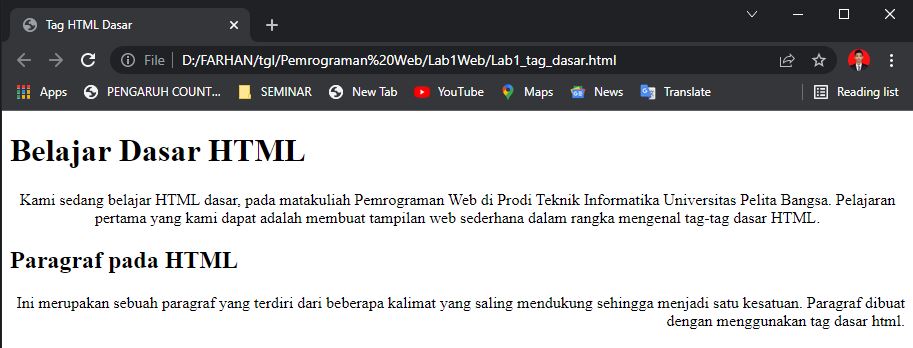 Tag HTML Dasar
File | D:/FARHAN/tgl/Pemrograman%20Web/Lab1Web/Lab1_tag_dasar.html
Apps PENGARUH COUNT... SEMINAR New Tab YouTube Maps News Translate Reading list
Belajar Dasar HTML
Kami sedang belajar HTML dasar, pada matakuliah Pemrograman Web di Prodi Teknik Informatika Universitas Pelita Bangsa. Pelajaran
pertama yang kami dapat adalah membuat tampilan web sederhana dalam rangka mengenal tag-tag dasar HTML.
Paragraf pada HTML
Ini merupakan sebuah paragraf yang terdiri dari beberapa kalimat yang saling mendukung sehingga menjadi satu kesatuan. Paragraf dibuat
dengan menggunakan tag dasar html.